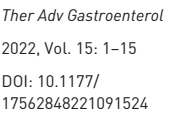 Ther Adv Gastroenterol
2022, Vol. 15: 1–15
DOI: 10.1177/
17562848221091524